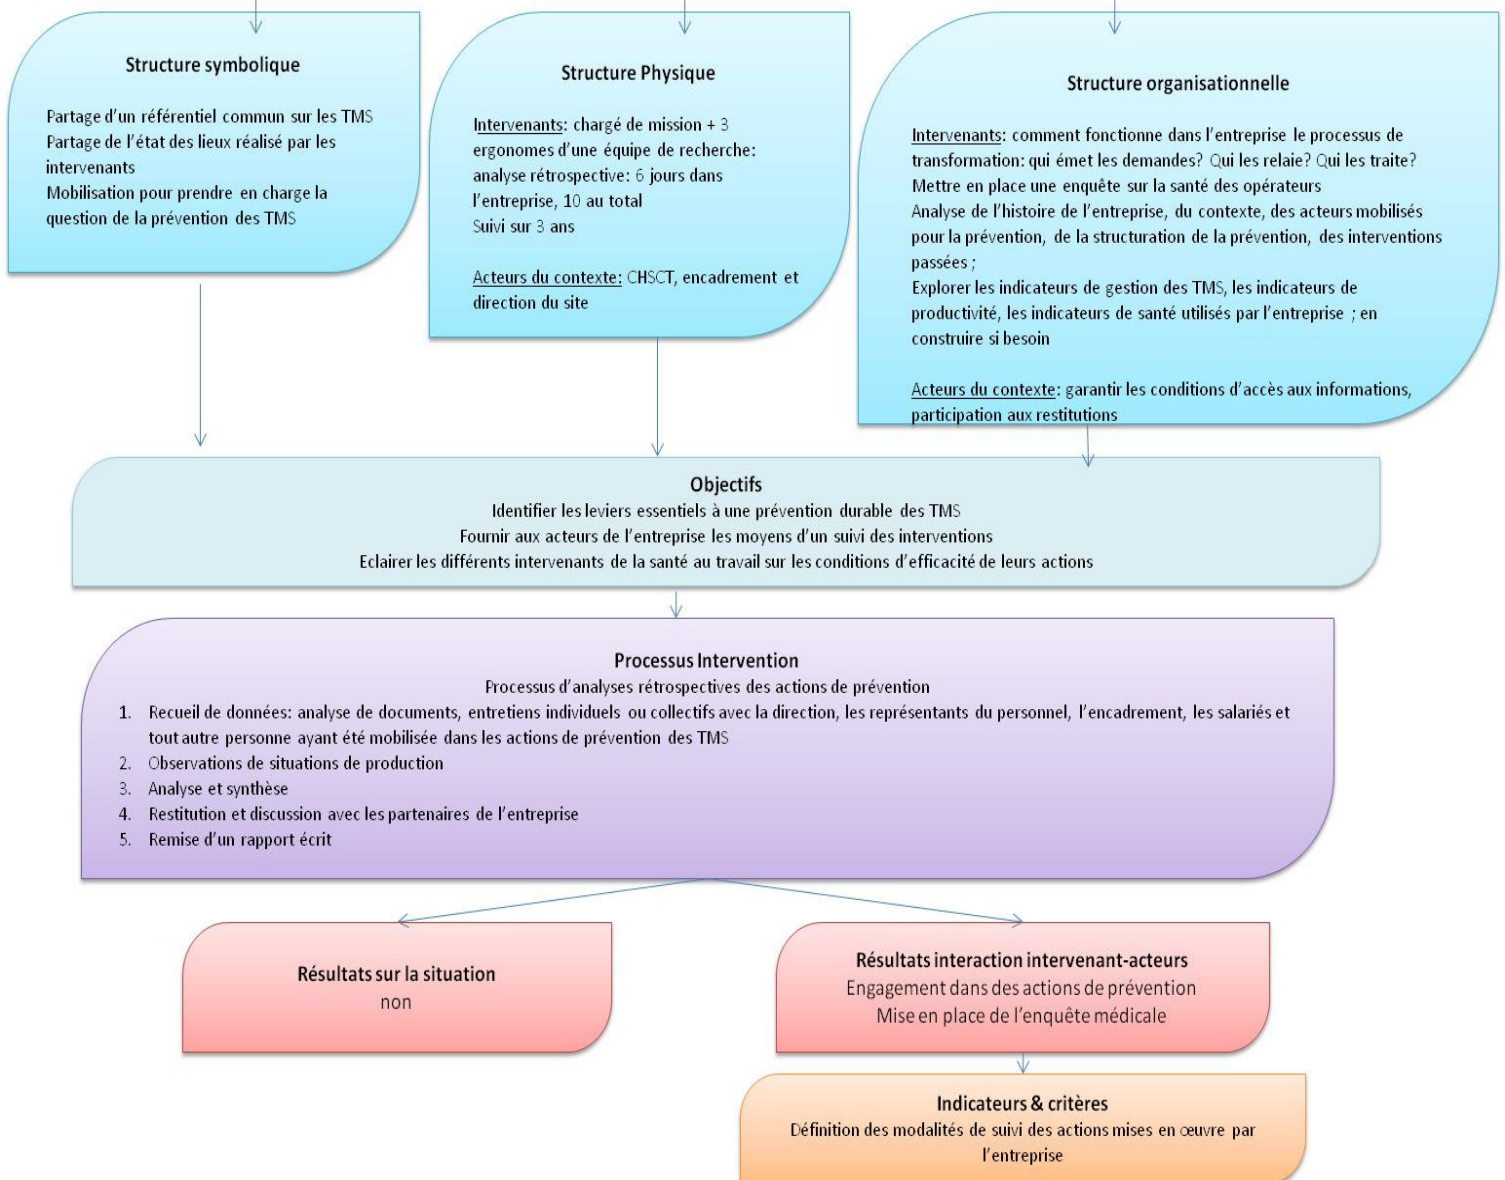 Structure symbolique
Partage d'un référentiel commun sur les TMS
Partage de l'état des lieux réalisé par les
intervenants
Mobilisation pour prendre en charge la
question de la prévention des TMS
Structure Physique
Intervenants: chargé de mission + 3
ergonomes d'une équipe de recherche:
analyse rétrospective: 6 jours dans
l'entreprise, 10 au total
Suivi sur 3 ans
Acteurs du contexte: CHSCT, encadrement et
direction du site
Structure organisationnelle
Intervenants: comment fonctionne dans l'entreprise le processus de
transformation: qui émet les demandes? Qui les relaie? Qui les traite?
Mettre en place une enquête sur la santé des opérateurs
Analyse de l'histoire de l'entreprise, du contexte, des acteurs mobilisés
pour la prévention, de la structuration de la prévention, des interventions
passées ;
Explorer les indicateurs de gestion des TMS, les indicateurs de
productivité, les indicateurs de santé utilisés par l'entreprise ; en
construire si besoin
Acteurs du contexte: garantir les conditions d'accès aux informations,
participation aux restitutions
Objectifs
Identifier les leviers essentiels à une prévention durable des TMS
Fournir aux acteurs de l'entreprise les moyens d'un suivi des interventions
Eclairer les différents intervenants de la santé au travail sur les conditions d'efficacité de leurs actions
Processus Intervention
Processus d'analyses rétrospectives des actions de prévention
1. Recueil de données: analyse de documents, entretiens individuels ou collectifs avec la direction, les représentants du personnel, l'encadrement, les salariés et
tout autre personne ayant été mobilisée dans les actions de prévention des TMS
2. Observations de situations de production
3. Analyse et synthèse
4. Restitution et discussion avec les partenaires de l'entreprise
5. Remise d'un rapport écrit
Résultats sur la situation
non
Résultats interaction intervenant-acteurs
Engagement dans des actions de prévention
Mise en place de l'enquête médicale
Indicateurs & critères
Définition des modalités de suivi des actions mises en œuvre par
l'entreprise